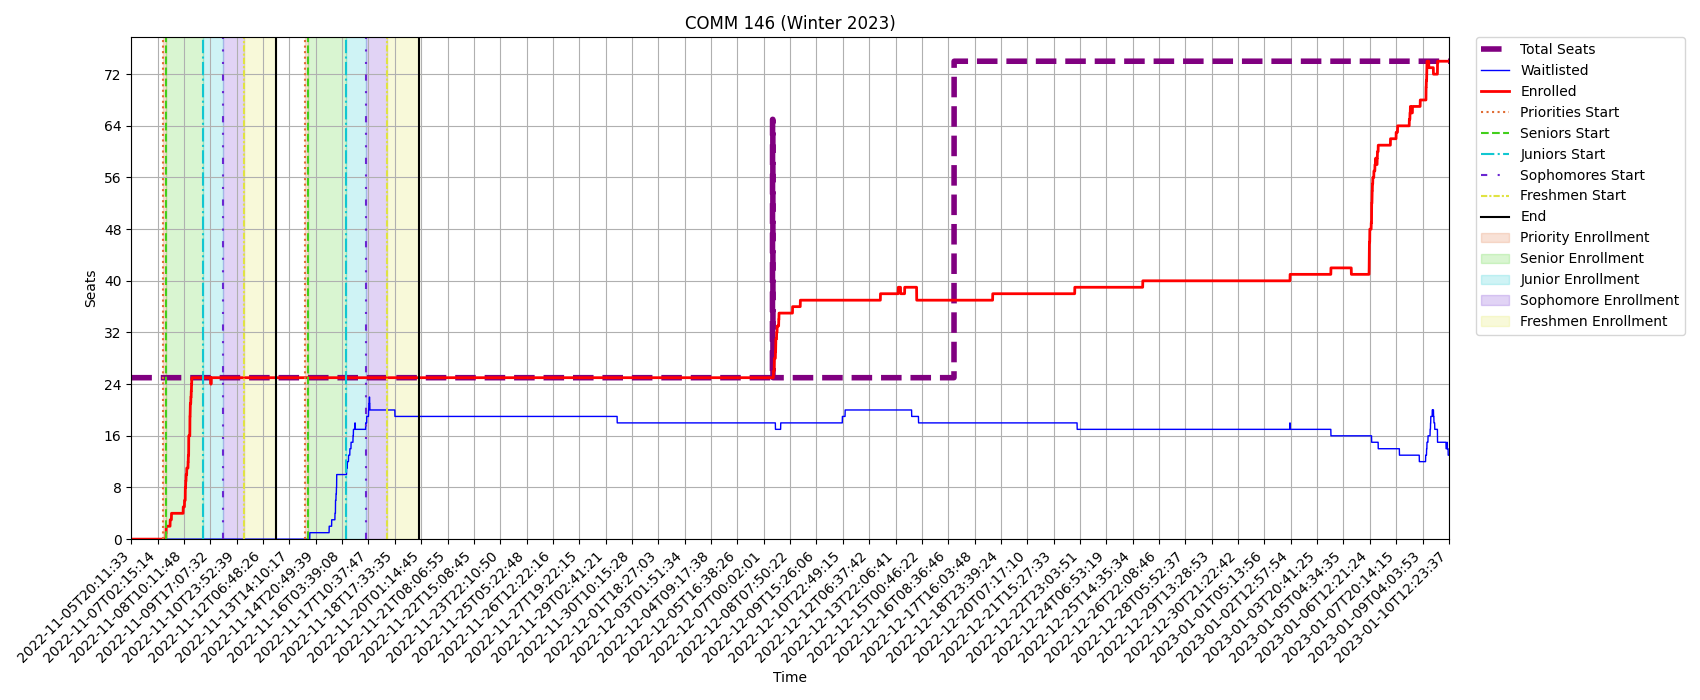 COMM 146 (Winter 2023)
Seats
72
64
56
48
40
32
24
16
8
0
2022-11-05T20:11:33
2022-11-07T02:15:14
2022-11-08T10:11:48
2022-11-09T17:07:32
2022-11-10T23:52:39
2022-11-12T06:48:26
2022-11-13T14:10:17
2022-11-14T20:49:39
2022-11-16T03:39:08
2022-11-17T10:37:47
2022-11-18T17:33:35
2022-11-20T01:14:45
2022-11-21T08:06:55
2022-11-22T15:08:45
2022-11-23T22:10:50
2022-11-25T05:22:48
2022-11-26T12:22:16
2022-11-27T19:22:15
2022-11-29T02:41:21
2022-11-30T10:15:28
2022-12-01T18:27:03
2022-12-03T01:51:34
2022-12-04T09:17:38
2022-12-05T16:38:26
2022-12-07T00:02:01
2022-12-08T07:50:22
2022-12-09T15:26:06
2022-12-10T22:49:15
2022-12-12T06:37:42
2022-12-13T22:06:41
2022-12-15T00:46:22
2022-12-16T08:36:46
2022-12-17T16:03:48
2022-12-18T23:39:24
2022-12-20T07:17:10
2022-12-21T15:27:33
2022-12-22T23:03:51
2022-12-24T06:53:19
2022-12-25T14:35:34
2022-12-26T22:08:46
2022-12-28T05:52:37
2022-12-29T13:28:53
2022-12-30T21:22:42
2023-01-01T05:13:56
2023-01-02T12:57:54
2023-01-03T20:41:25
2023-01-05T04:34:35
2023-01-06T12:21:24
2023-01-07T20:14:15
2023-01-09T04:03:53
2023-01-10T12:23:37
Time
Total Seats
Waitlisted
Enrolled
Priorities Start
Seniors Start
Juniors Start
Sophomores Start
Freshmen Start
End
Priority Enrollment
Senior Enrollment
Junior Enrollment
Sophomore Enrollment
Freshmen Enrollment